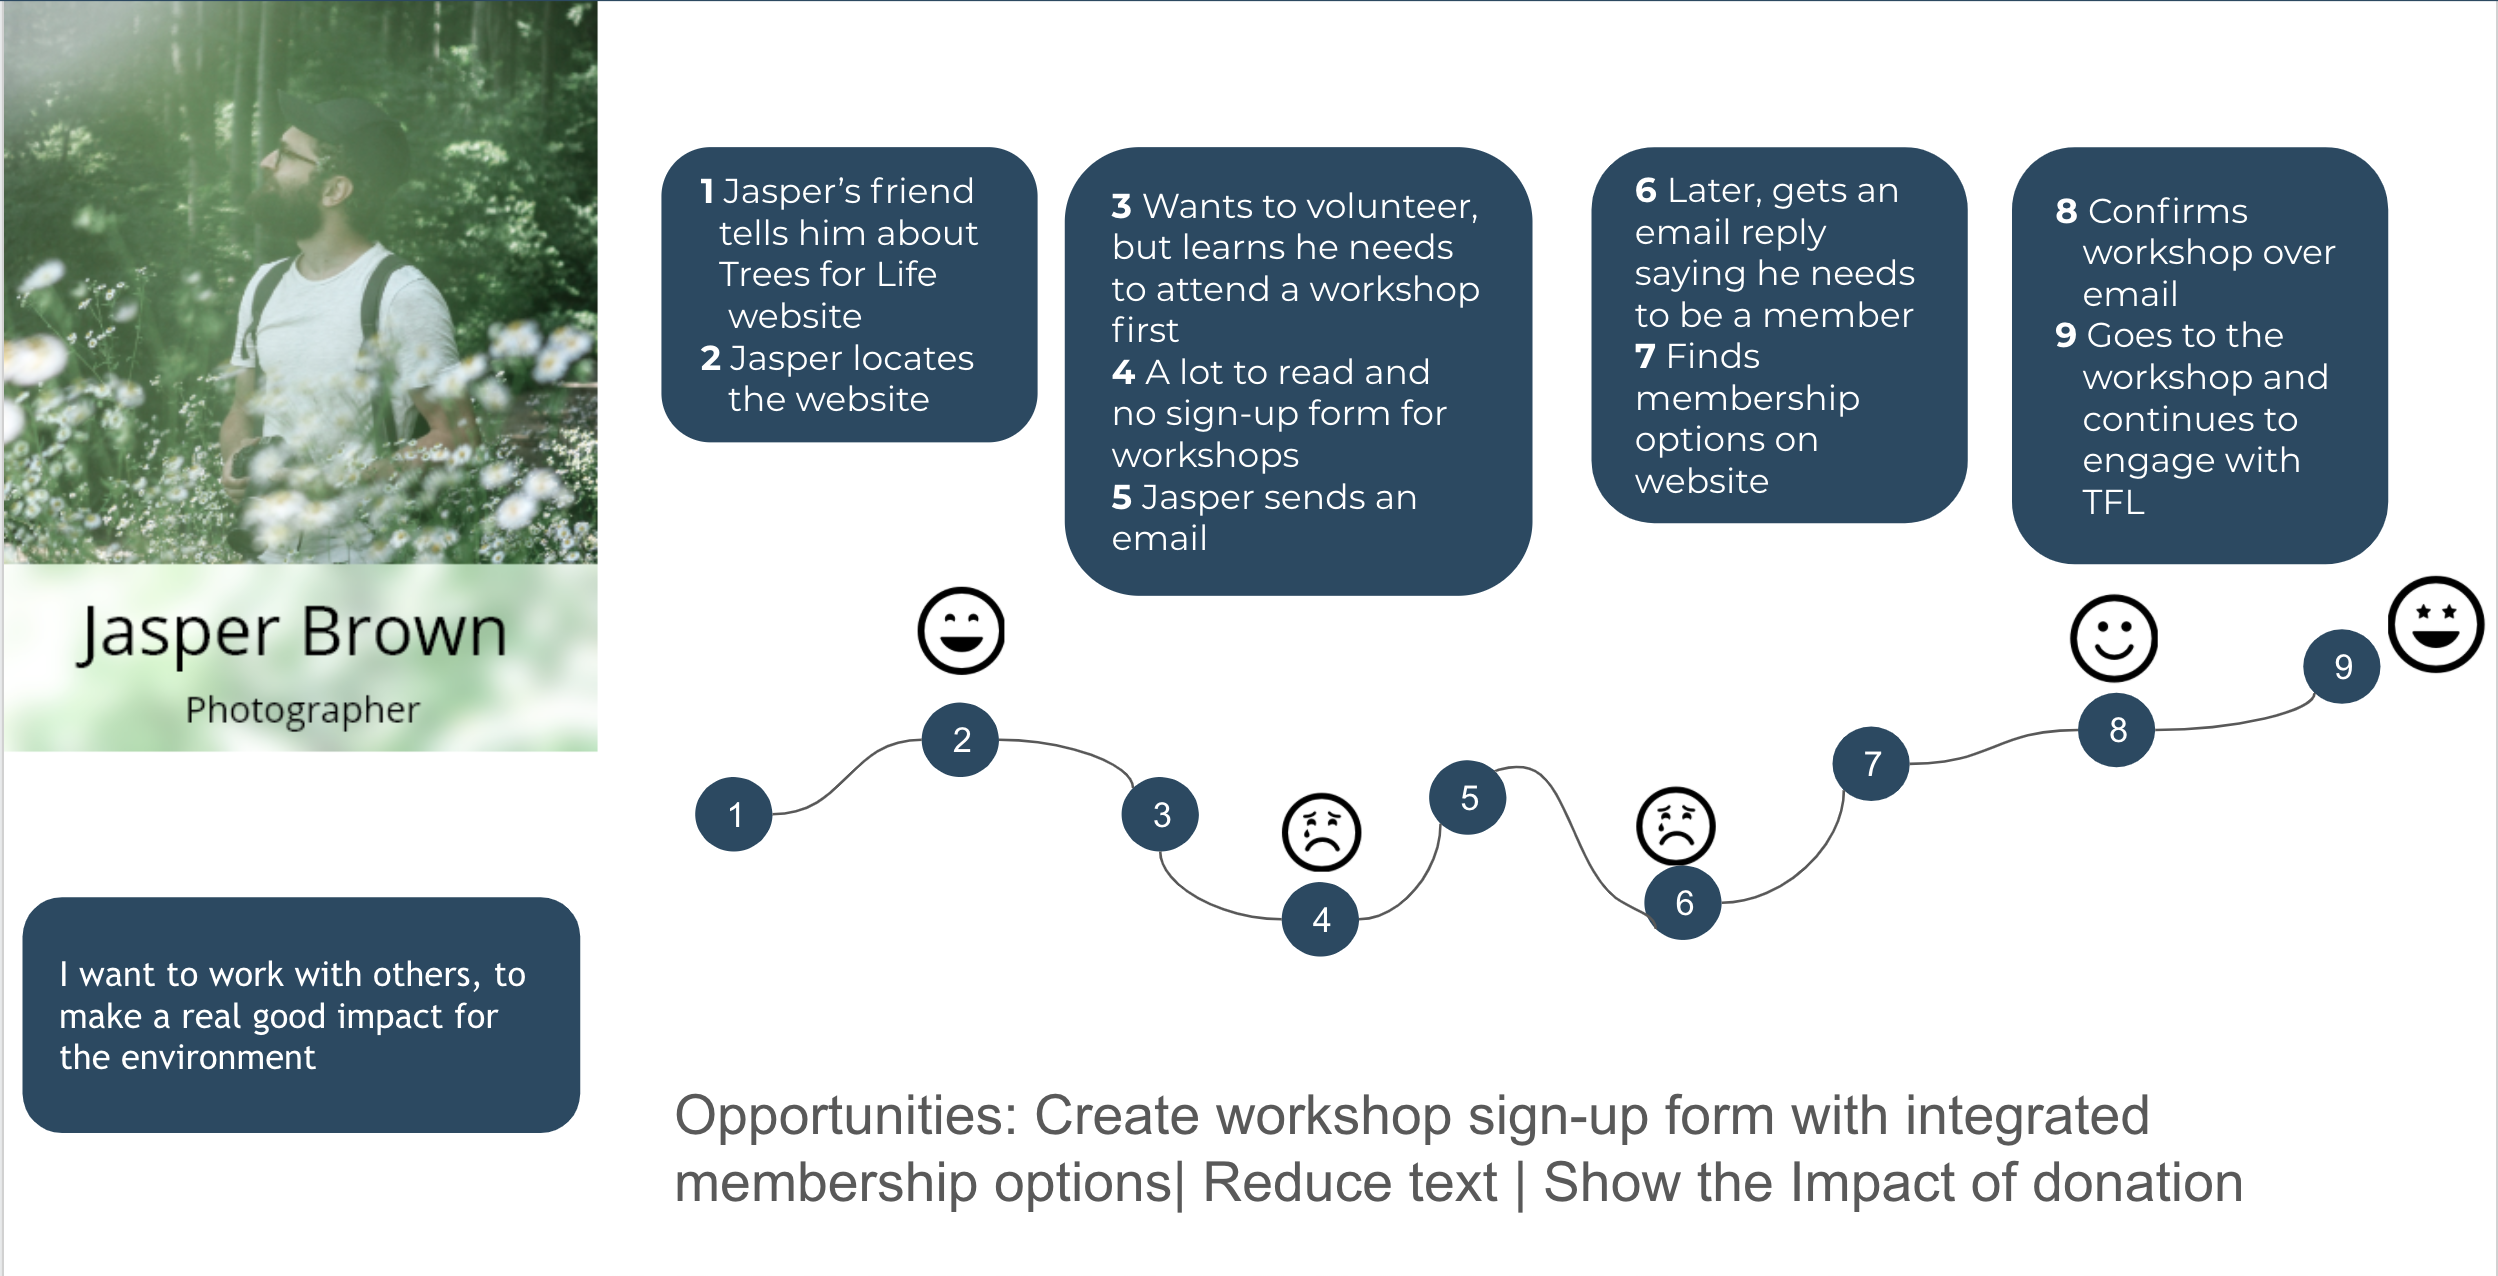 Jasper Brown
Photographer
I want to work with others, to
make a real good impact for
the environment
1 Jasper’s friend
tells him about
Trees for Life
website
2 Jasper locates
the website
3 Wants to volunteer,
but learns he needs
to attend a workshop
first
4 A lot to read and
no sign-up form for
workshops
5 Jasper sends an
email
6 Later, gets an
email reply
saying he needs
to be a member
7 Finds
membership
options on
website
8 Confirms
workshop over
email
9 Goes to the
workshop and
continues to
engage with
TFL
1
2
3
4
5
6
7
8
9
Opportunities: Create workshop sign-up form with integrated
membership options| Reduce text | Show the Impact of donation